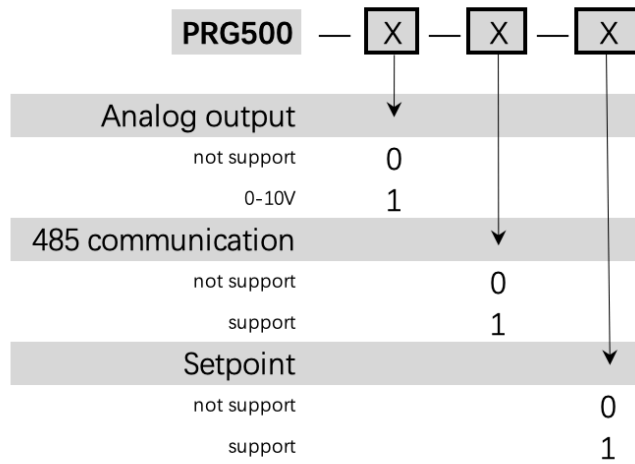 PRG500 — X — X — X
Analog output
not support 0
0-10V 1
485 communication
not support 0
support 1
Setpoint
not support 0
support 1